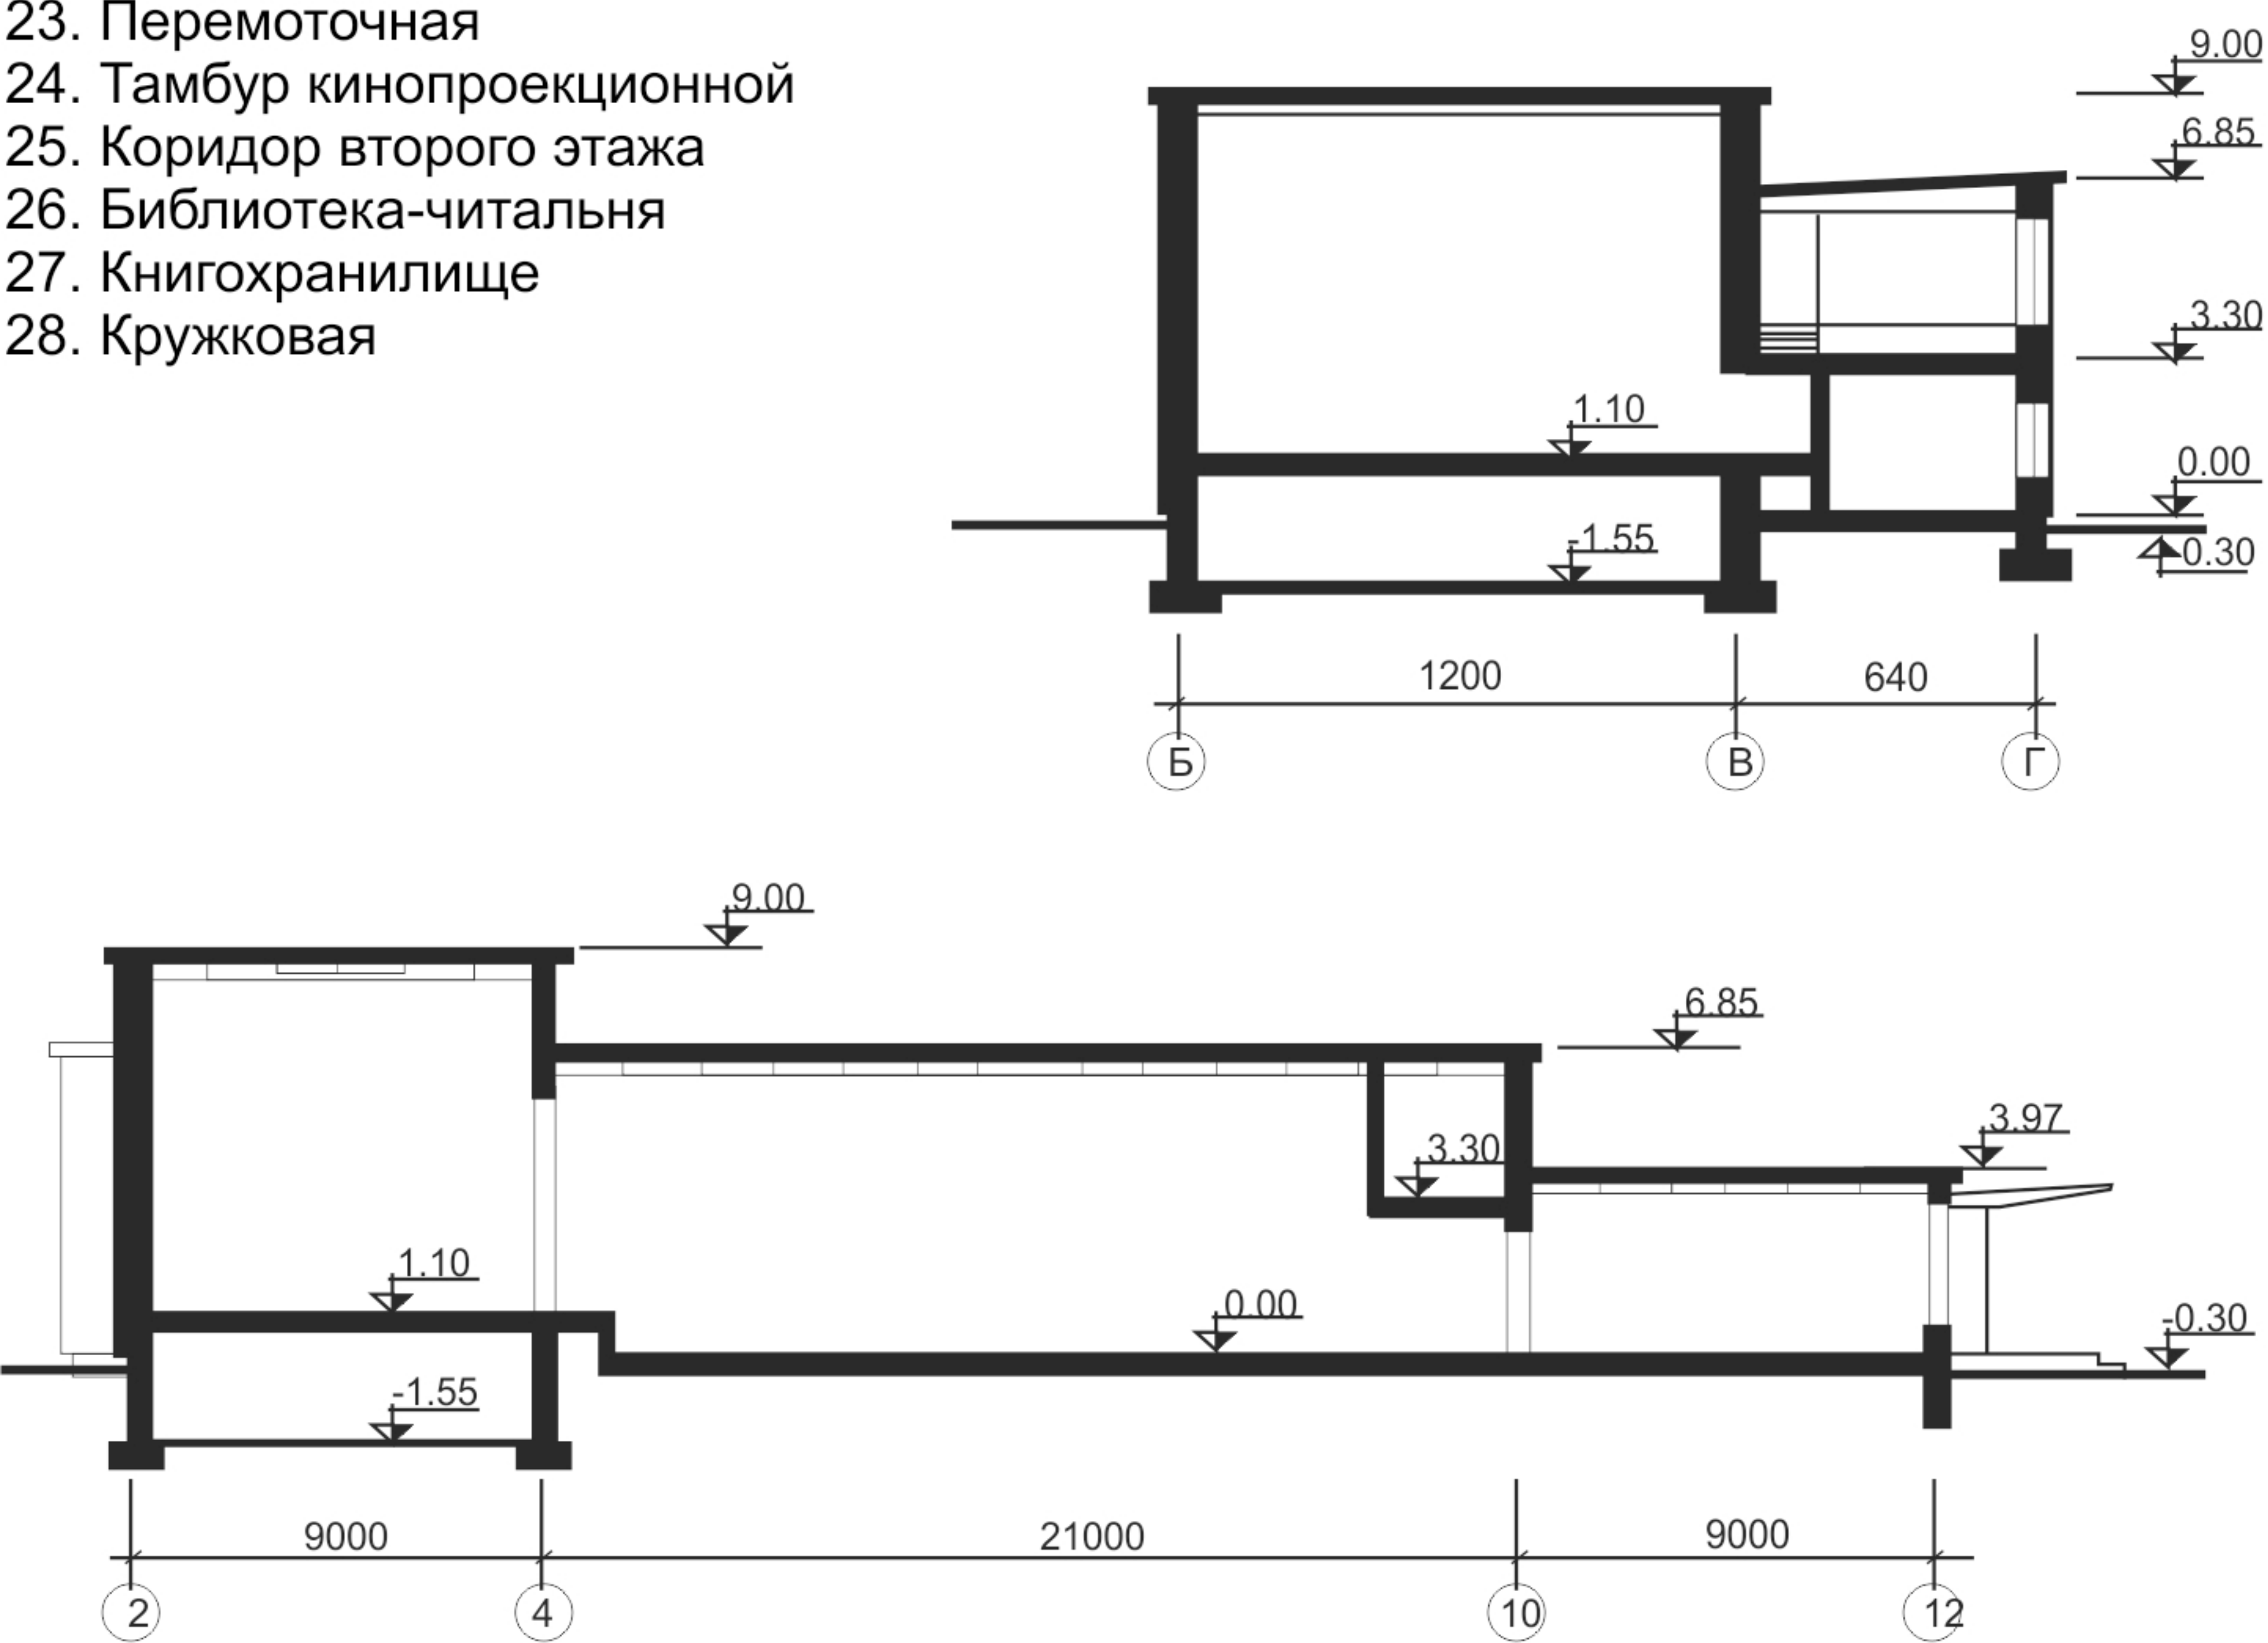 23. Перемоточная
24. Тамбур кинопроекционной
25. Коридор второго этажа
26. Библиотека-читальня
27. Книгохранилище
28. Кружковая
9.00
6.85
3.30
1.10
0.00
-1.55
0.30
1200
640
Б
В
Г
9.00
6.85
3.97
3.30
1.10
0.00
-0.30
-1.55
9000
21000
9000
2
4
10
12